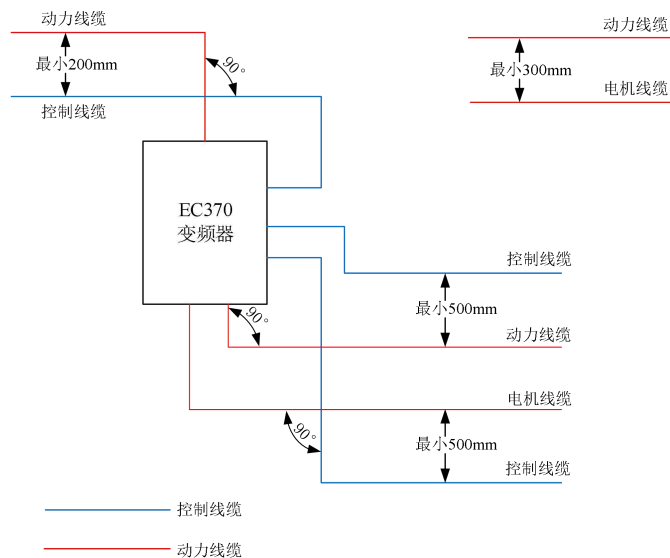 动力线缆
最小200mm
90°
控制线缆
动力线缆
最小300mm
电机线缆
EC370
变频器
控制线缆
最小500mm
90°
动力线缆
电机线缆
90°
最小500mm
控制线缆
控制线缆
动力线缆